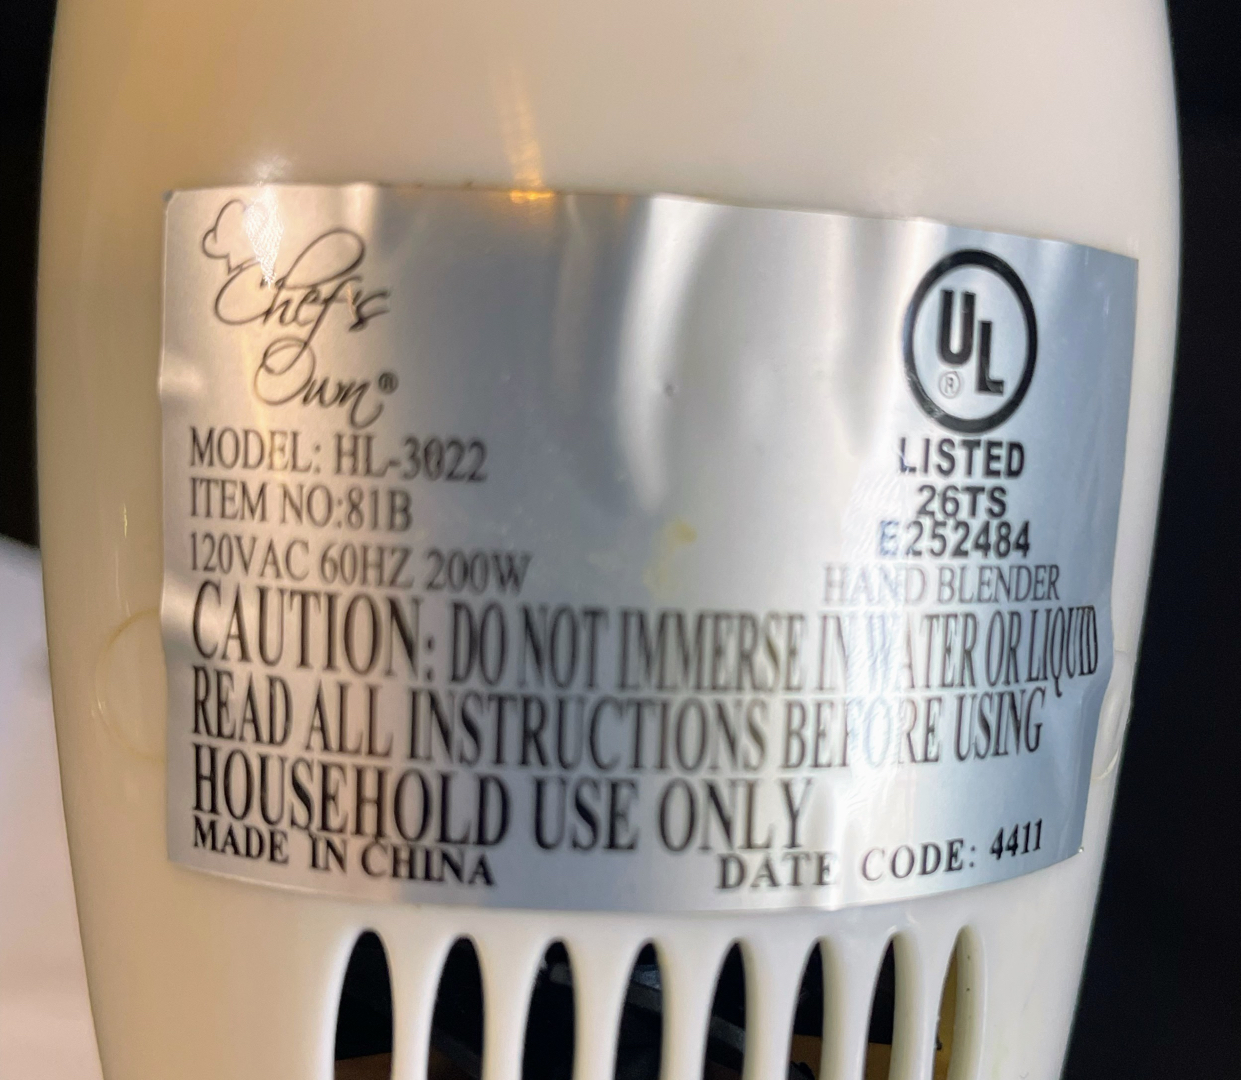 Chef's
Own®
MODEL: HL-3022
ITEM NO:81B
120VAC 60HZ 200W
UL
®
LISTED
26TS
E252484
HAND BLENDER
CAUTION: DO NOT IMMERSE IN WATER OR LIQUID
READ ALL INSTRUCTIONS BEFORE USING
HOUSEHOLD USE ONLY
MADE IN CHINA
DATE CODE: 4411